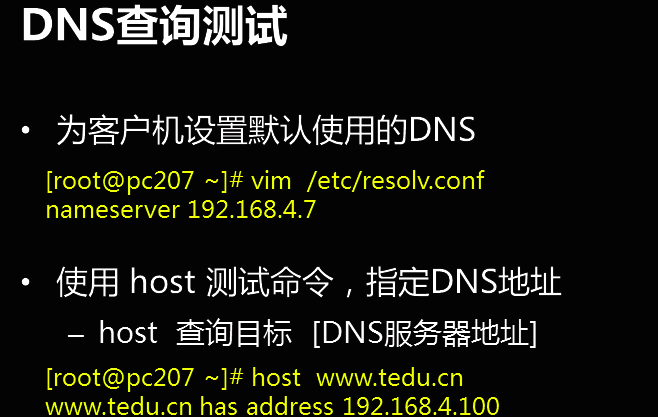 DNS查询测试
• 为客户机设置默认使用的DNS
[root@pc207 ~]# vim /etc/resolv.conf
nameserver 192.168.4.7
• 使用 host 测试命令，指定DNS地址
– host 查询目标 [DNS服务器地址]
[root@pc207 ~]# host www.tedu.cn
www.tedu.cn has address 192.168.4.100